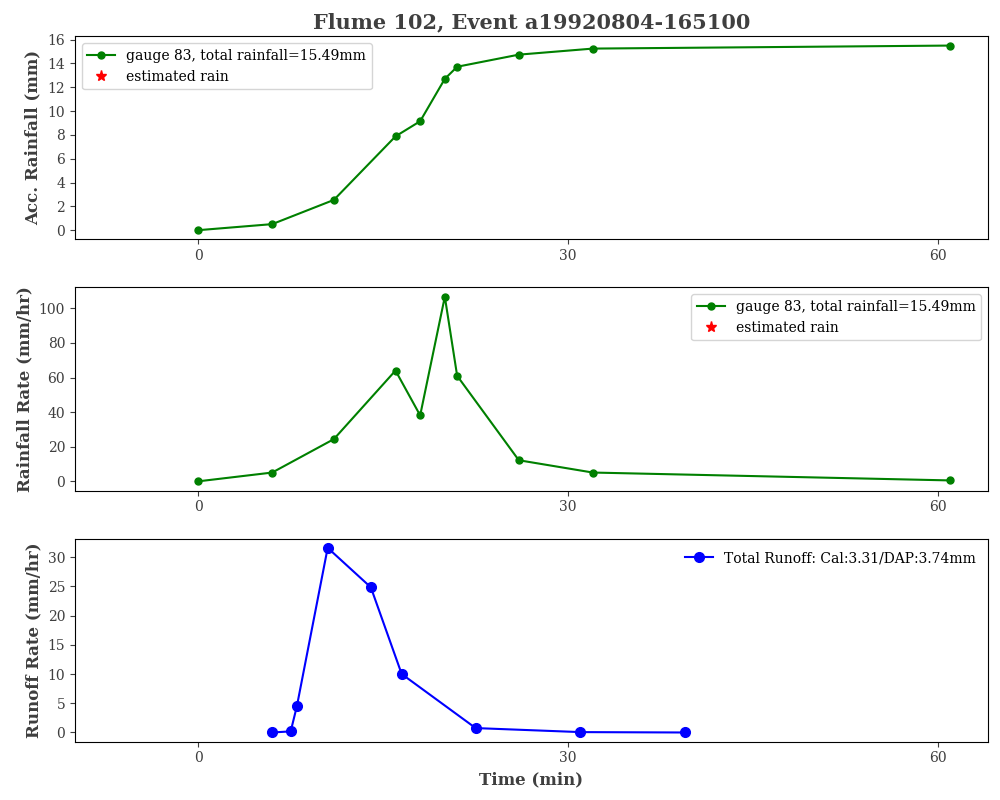 Flume 102, Event a19920804-165100
Acc. Rainfall (mm)
16
14
12
10
8
6
4
2
0
gauge 83, total rainfall=15.49mm
estimated rain
0 30 60
Rainfall Rate (mm/hr)
100
80
60
40
20
0
gauge 83, total rainfall=15.49mm
estimated rain
0 30 60
Runoff Rate (mm/hr)
30
25
20
15
10
5
0
Total Runoff: Cal:3.31/DAP:3.74mm
0 30 60
Time (min)